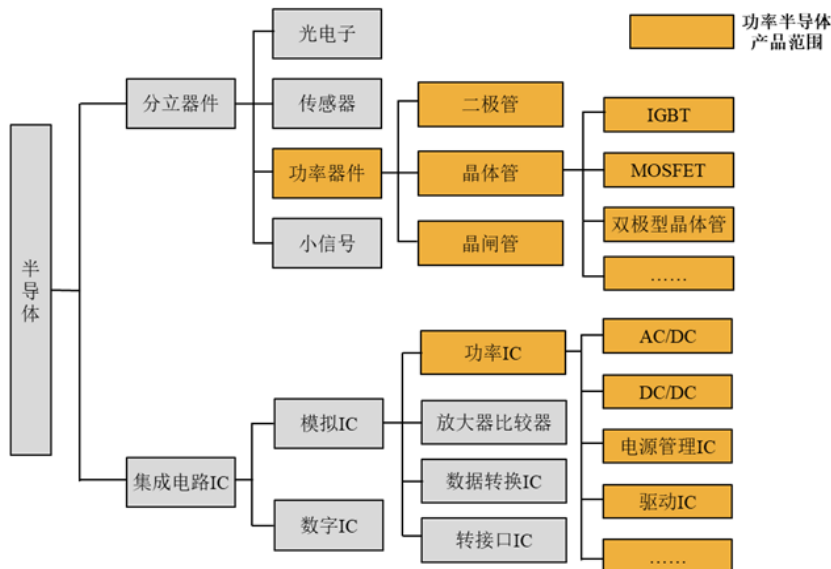 功率半导体
产品范围
半
导
体
分立器件
光电子
传感器
功率器件
小信号
二极管
晶体管
晶闸管
IGBT
MOSFET
双极型晶体管
……
集成电路IC
模拟IC
数字IC
功率IC
放大器比较器
数据转换IC
转接口IC
AC/DC
DC/DC
电源管理IC
驱动IC
……